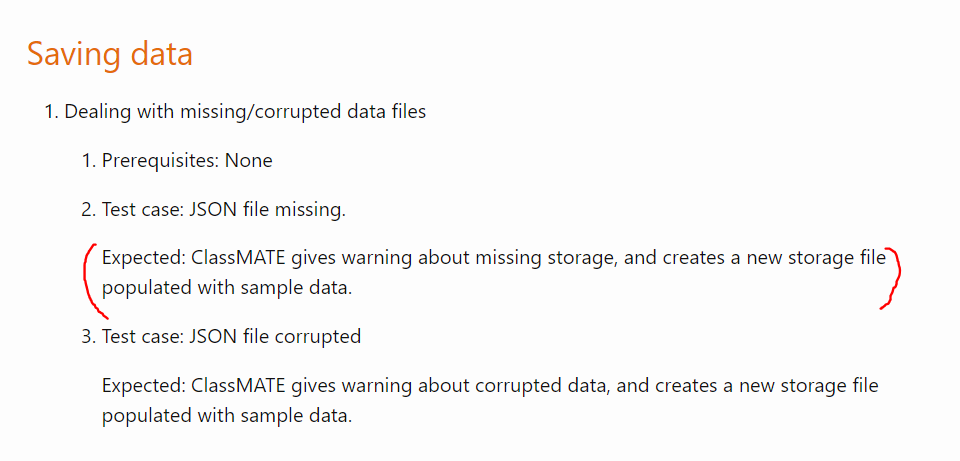 Saving data
1. Dealing with missing/corrupted data files
1. Prerequisites: None
2. Test case: JSON file missing.
Expected: ClassMATE gives warning about missing storage, and creates a new storage file
populated with sample data.
3. Test case: JSON file corrupted
Expected: ClassMATE gives warning about corrupted data, and creates a new storage file
populated with sample data.